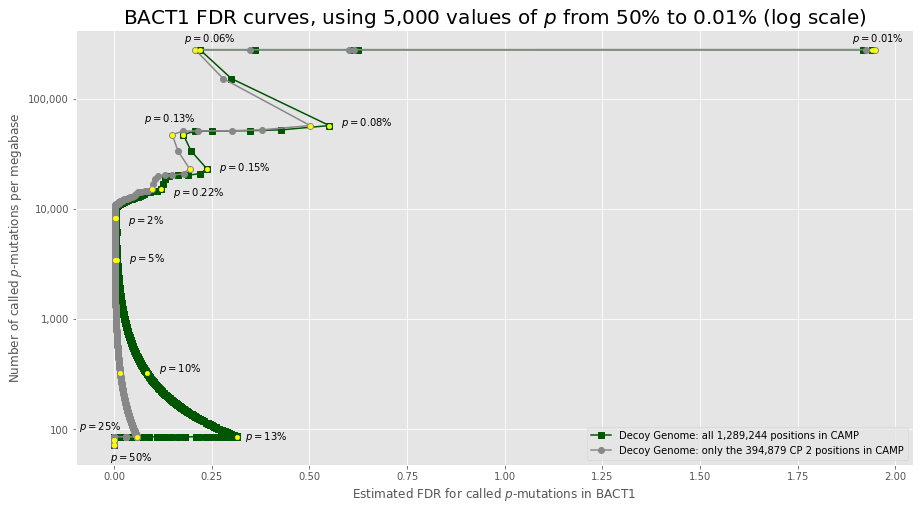 BACT1 FDR curves, using 5,000 values of p from 50% to 0.01% (log scale)
p = 0.06%
p = 0.01%
100,000
p = 0.13%
p = 0.08%
p = 0.15%
p = 0.22%
10,000
p = 2%
p = 5%
1,000
p = 10%
p = 25%
100
p = 13%
p = 50%
Number of called p-mutations per megabase
Decoy Genome: all 1,289,244 positions in CAMP
Decoy Genome: only the 394,879 CP 2 positions in CAMP
0.00 0.25 0.50 0.75 1.00 1.25 1.50 1.75 2.00
Estimated FDR for called p-mutations in BACT1